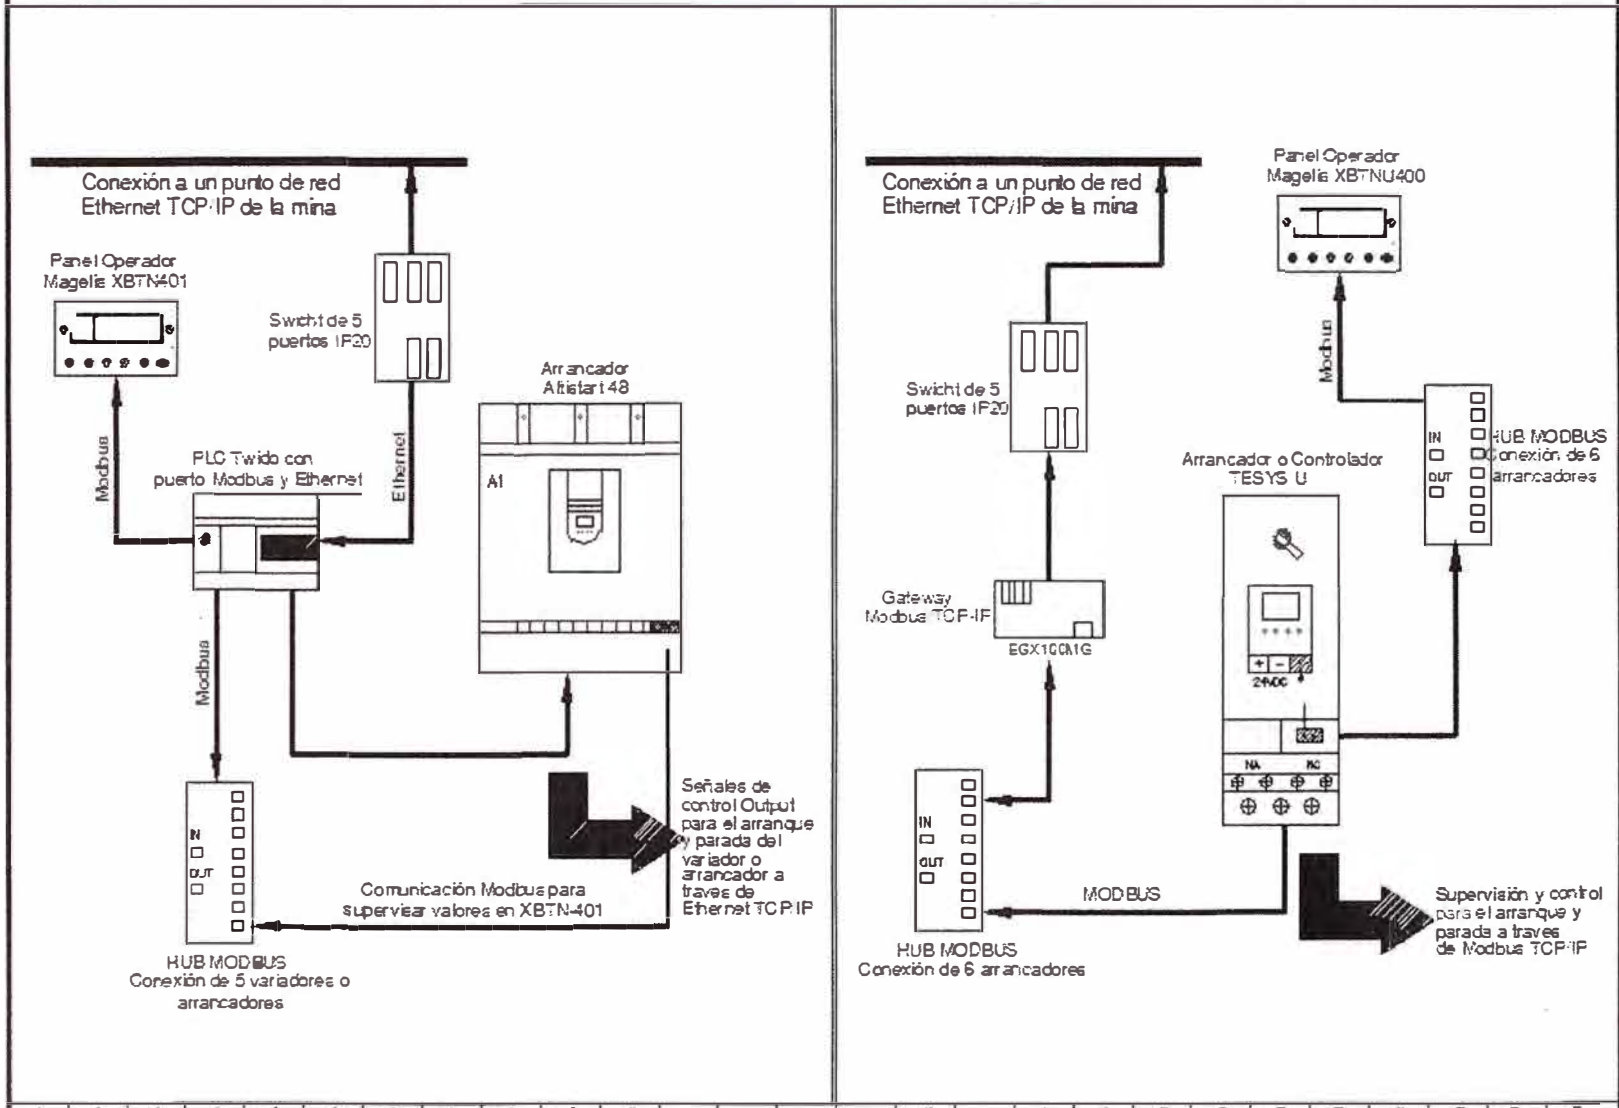 Conexión a un punto de red
Ethernet TCP/IP de la mina
Panel Operador
Magelis XBTN401
Swicht de 5
puertos IP20
Arrancador
Altistart 48
A1
PLC Twido con
puerto Modbus y Ethernet
Modbus
Ethernet
Modbus
IN
OUT
HUB MODBUS
Conexión de 5 variadores o
arrancadores
Comunicación Modbus para
supervisar valores en XBTN-401
Señales de
control Output
para el arranque
y parada del
variador o
arrancador a
traves de
Ethernet TCP/IP
Conexión a un punto de red
Ethernet TCP/IP de la mina
Panel Operador
Magelis XBTNU400
Modbus
Swicht de 5
puertos IP20
IN
OUT
HUB MODBUS
Conexión de 6
arrancadores
Arrancador o Controlador
TESYS U
+ -
24VDC
NA
NC
Gateway
Modbus TCP-IP
EGX100MG
IN
OUT
MODBUS
HUB MODBUS
Conexión de 6 arrancadores
Supervisión y control
para el arranque y
parada a traves
de Modbus TCP/IP